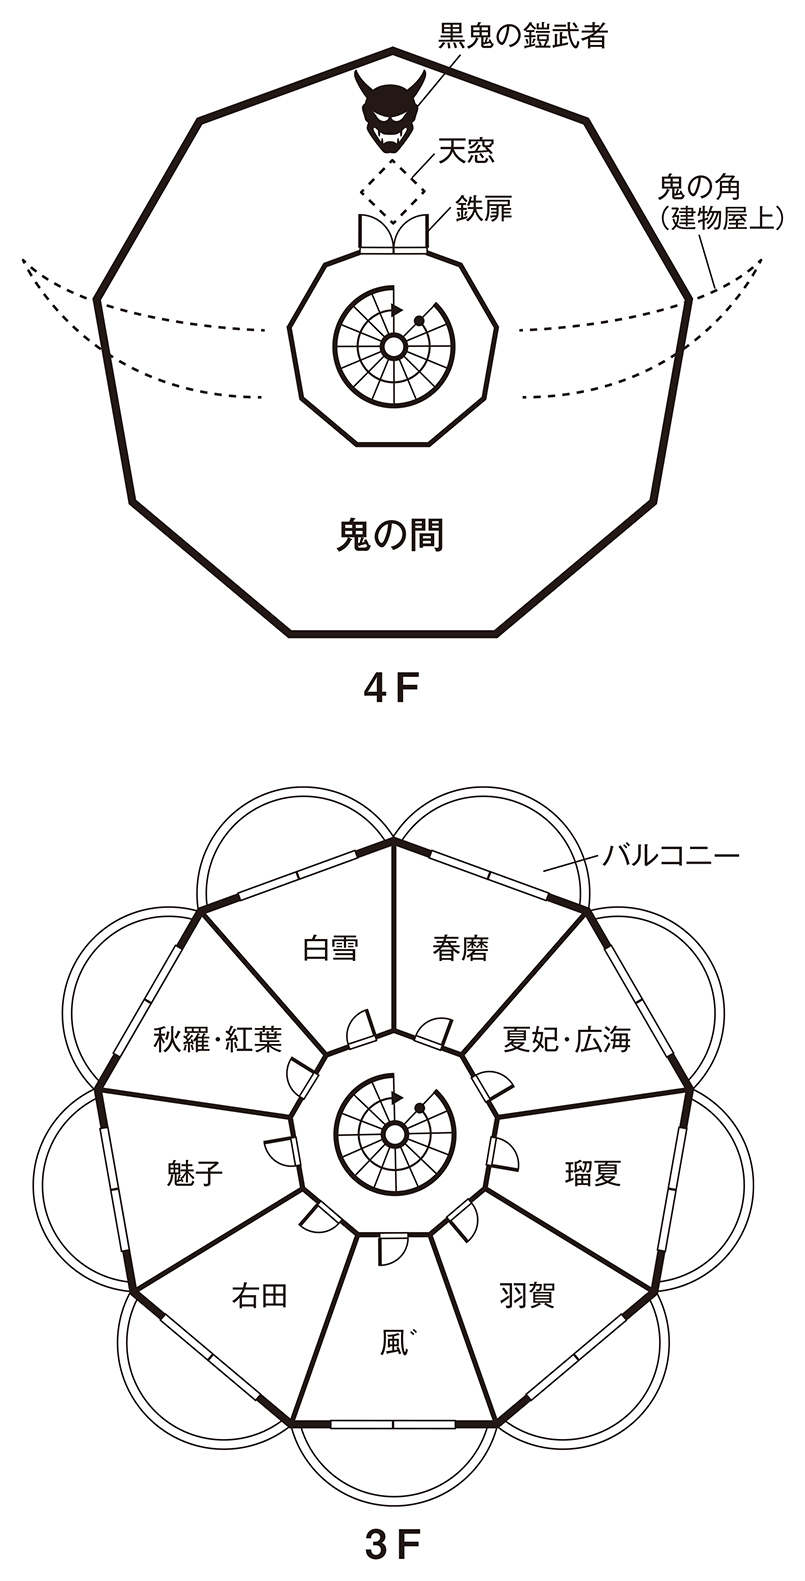 黒鬼の鎧武者
天窓
鉄扉
鬼の角
（建物屋上）
鬼の間
4F
バルコニー
白雪
春磨
秋羅・紅葉
夏妃・広海
魅子
瑠夏
右田
羽賀
風゛
3F